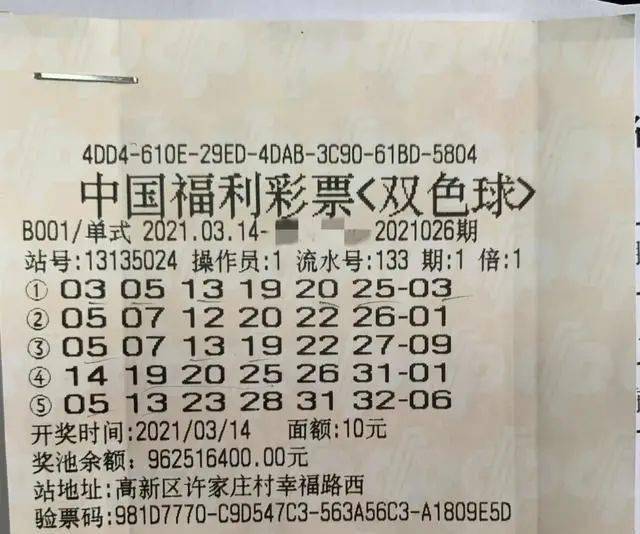 4DD4-610E-29ED-4DAB-3C90-61BD-5804
中国福利彩票<双色球>
B001/单式 2021.03.14- 2021026期
站号:13135024 操作员:1 流水号:133 期:1 倍:1
① 03 05 13 19 20 25-03
② 05 07 12 20 22 26-01
③ 05 07 13 19 22 27-09
④ 14 19 20 25 26 31-01
⑤ 05 13 23 28 31 32-06
开奖时间:2021/03/14 面额:10元
奖池余额: 962516400.00元
站地址:高新区许家庄村幸福路西
验票码:981D7770-C9D547C3-563A56C3-A1809E5D